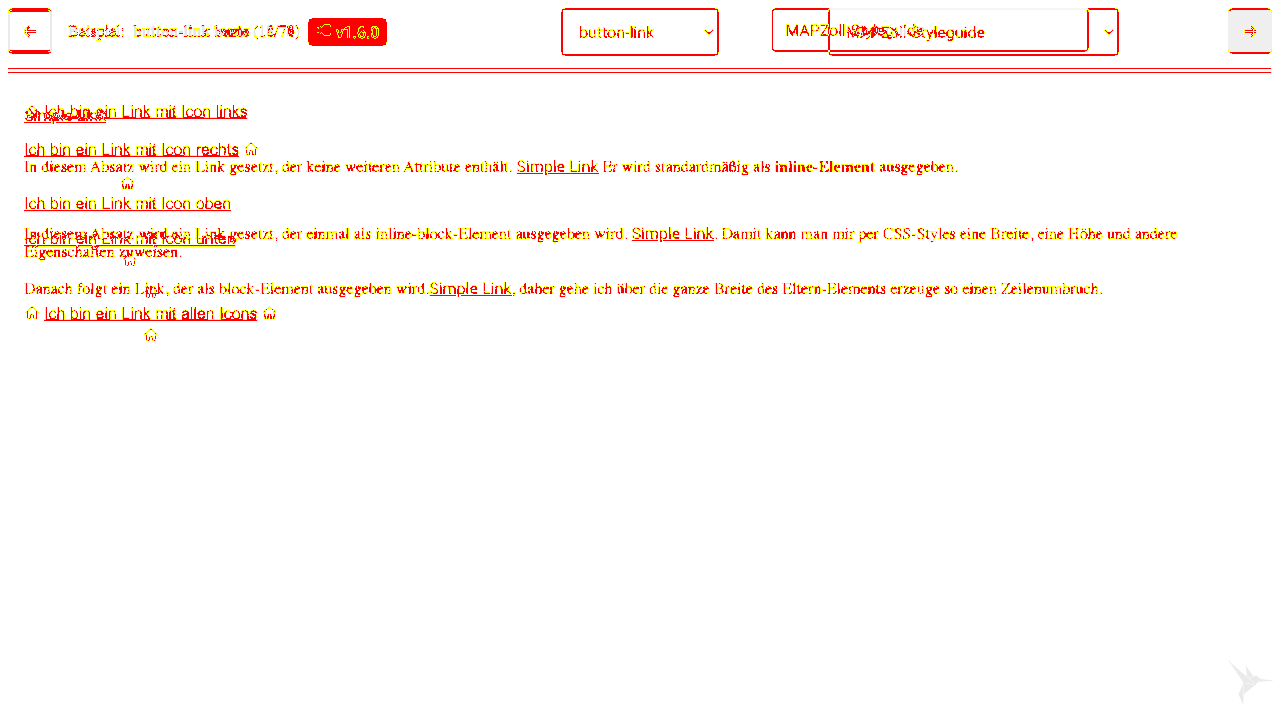 Beispiel: button-link v1.6.0 button-link MAPZoll-Styleguide
Ich bin ein Link mit Icon links
Ich bin ein Link mit Icon rechts
In diesem Absatz wird ein Link gesetzt, der keine weiteren Attribute enthält. Simple Link Er wird standardmäßig als inline-Element ausgegeben.
Ich bin ein Link mit Icon oben
In diesem Absatz wird ein Link gesetzt, der einmal als inline-block-Element ausgegeben wird. Simple Link. Damit kann man mir per CSS-Styles eine Breite, eine Höhe und andere
Ich bin ein Link mit Icon unten
Eigenschaften zuweisen.
Danach folgt ein Link, der als block-Element ausgegeben wird.Simple Link, daher gehe ich über die ganze Breite des Eltern-Elements erzeuge so einen Zeilenumbruch.
Ich bin ein Link mit allen Icons